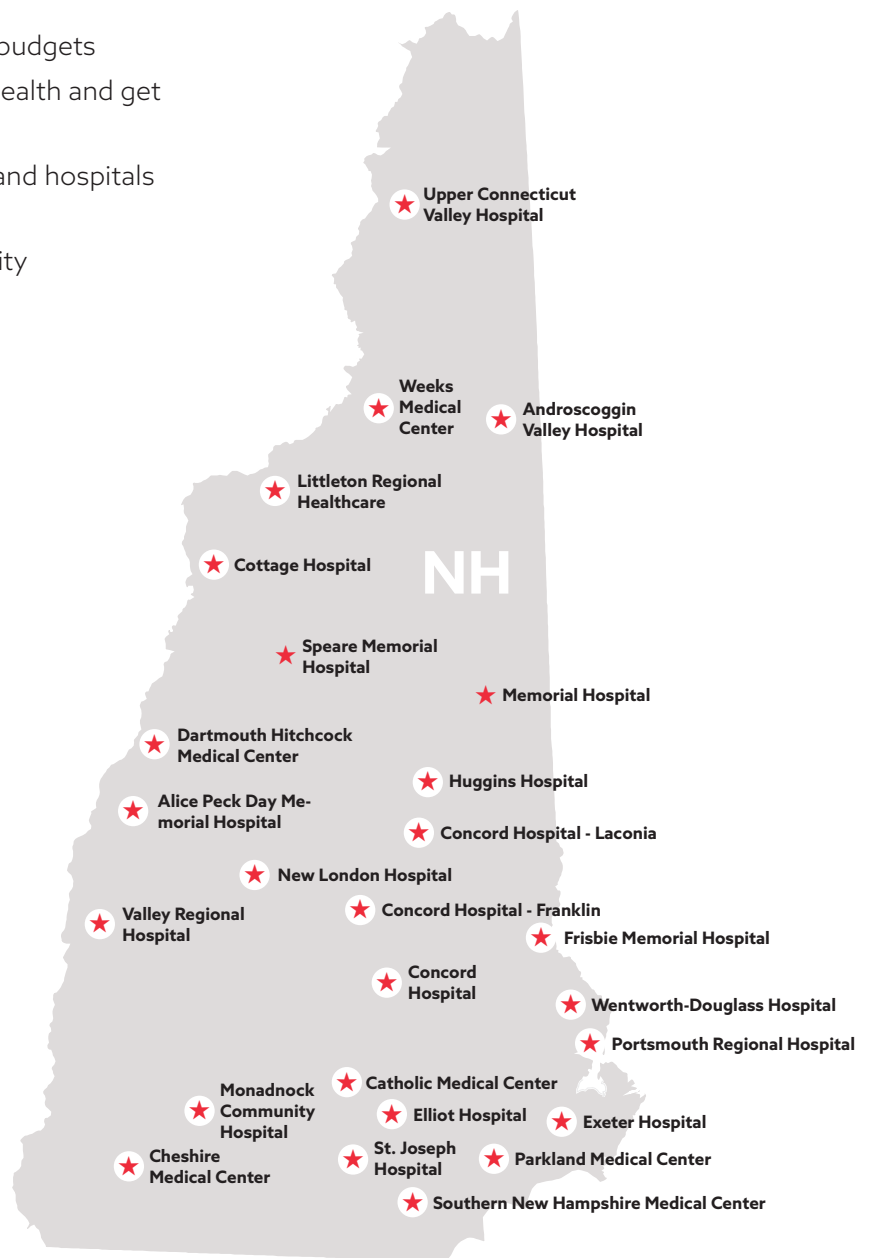 budgets
ealth and get
and hospitals
ity
Upper Connecticut
Valley Hospital
Weeks
Medical
Center
Androscoggin
Valley Hospital
Littleton Regional
Healthcare
Cottage Hospital
NH
Speare Memorial
Hospital
Memorial Hospital
Dartmouth Hitchcock
Medical Center
Huggins Hospital
Alice Peck Day Me-
morial Hospital
Concord Hospital - Laconia
New London Hospital
Concord Hospital - Franklin
Valley Regional
Hospital
Frisbie Memorial Hospital
Concord
Hospital
Wentworth-Douglass Hospital
Portsmouth Regional Hospital
Catholic Medical Center
Monadnock
Community
Hospital
Elliot Hospital
Exeter Hospital
St. Joseph
Hospital
Cheshire
Medical Center
Parkland Medical Center
Southern New Hampshire Medical Center